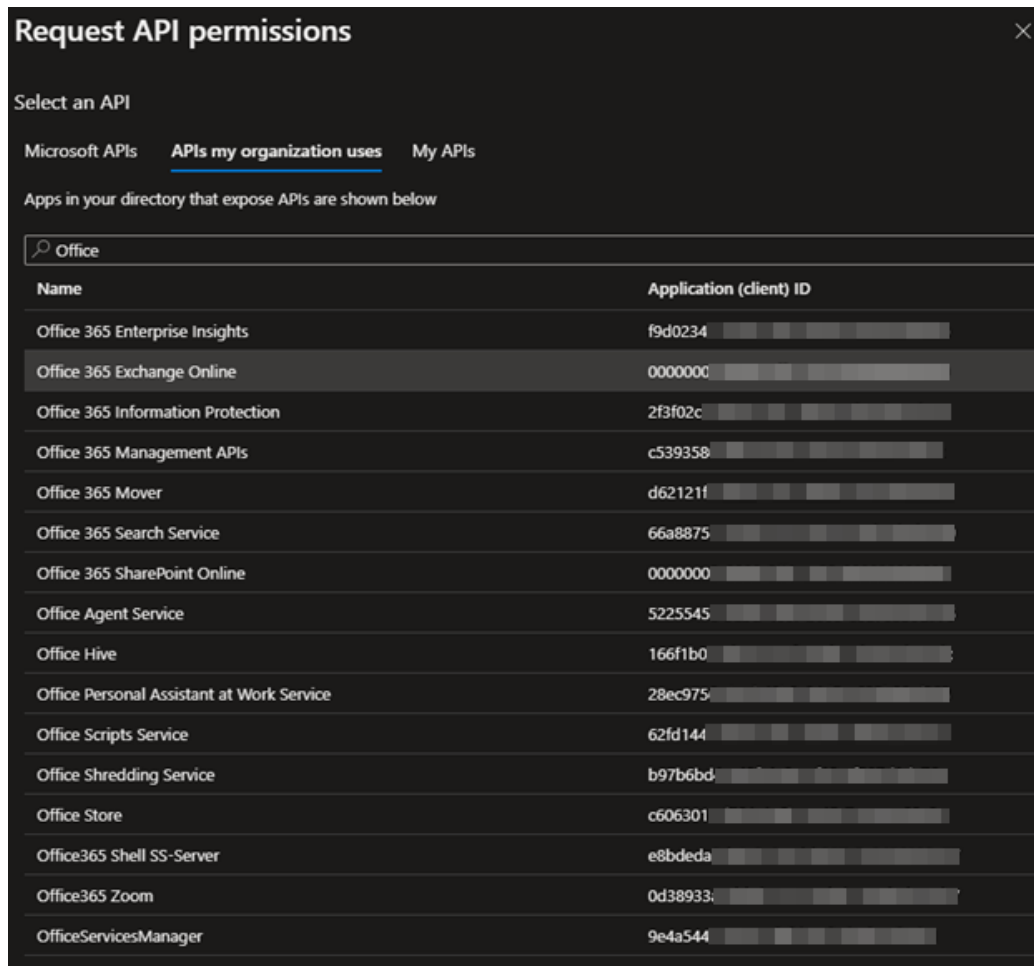 Request API permissions
Select an API
Microsoft APIs APIs my organization uses My APIs
Apps in your directory that expose APIs are shown below
Office
Name Application (client) ID
Office 365 Enterprise Insights f9d0234
Office 365 Exchange Online 0000000
Office 365 Information Protection 2f3f02c
Office 365 Management APIs c539358
Office 365 Mover d62121f
Office 365 Search Service 66a8875
Office 365 SharePoint Online 0000000
Office Agent Service 5225545
Office Hive 166f1b0
Office Personal Assistant at Work Service 28ec975
Office Scripts Service 62fd144
Office Shredding Service b97b6bd
Office Store c606301
Office365 Shell SS-Server e8bdeda
Office365 Zoom 0d38933
OfficeServicesManager 9e4a544